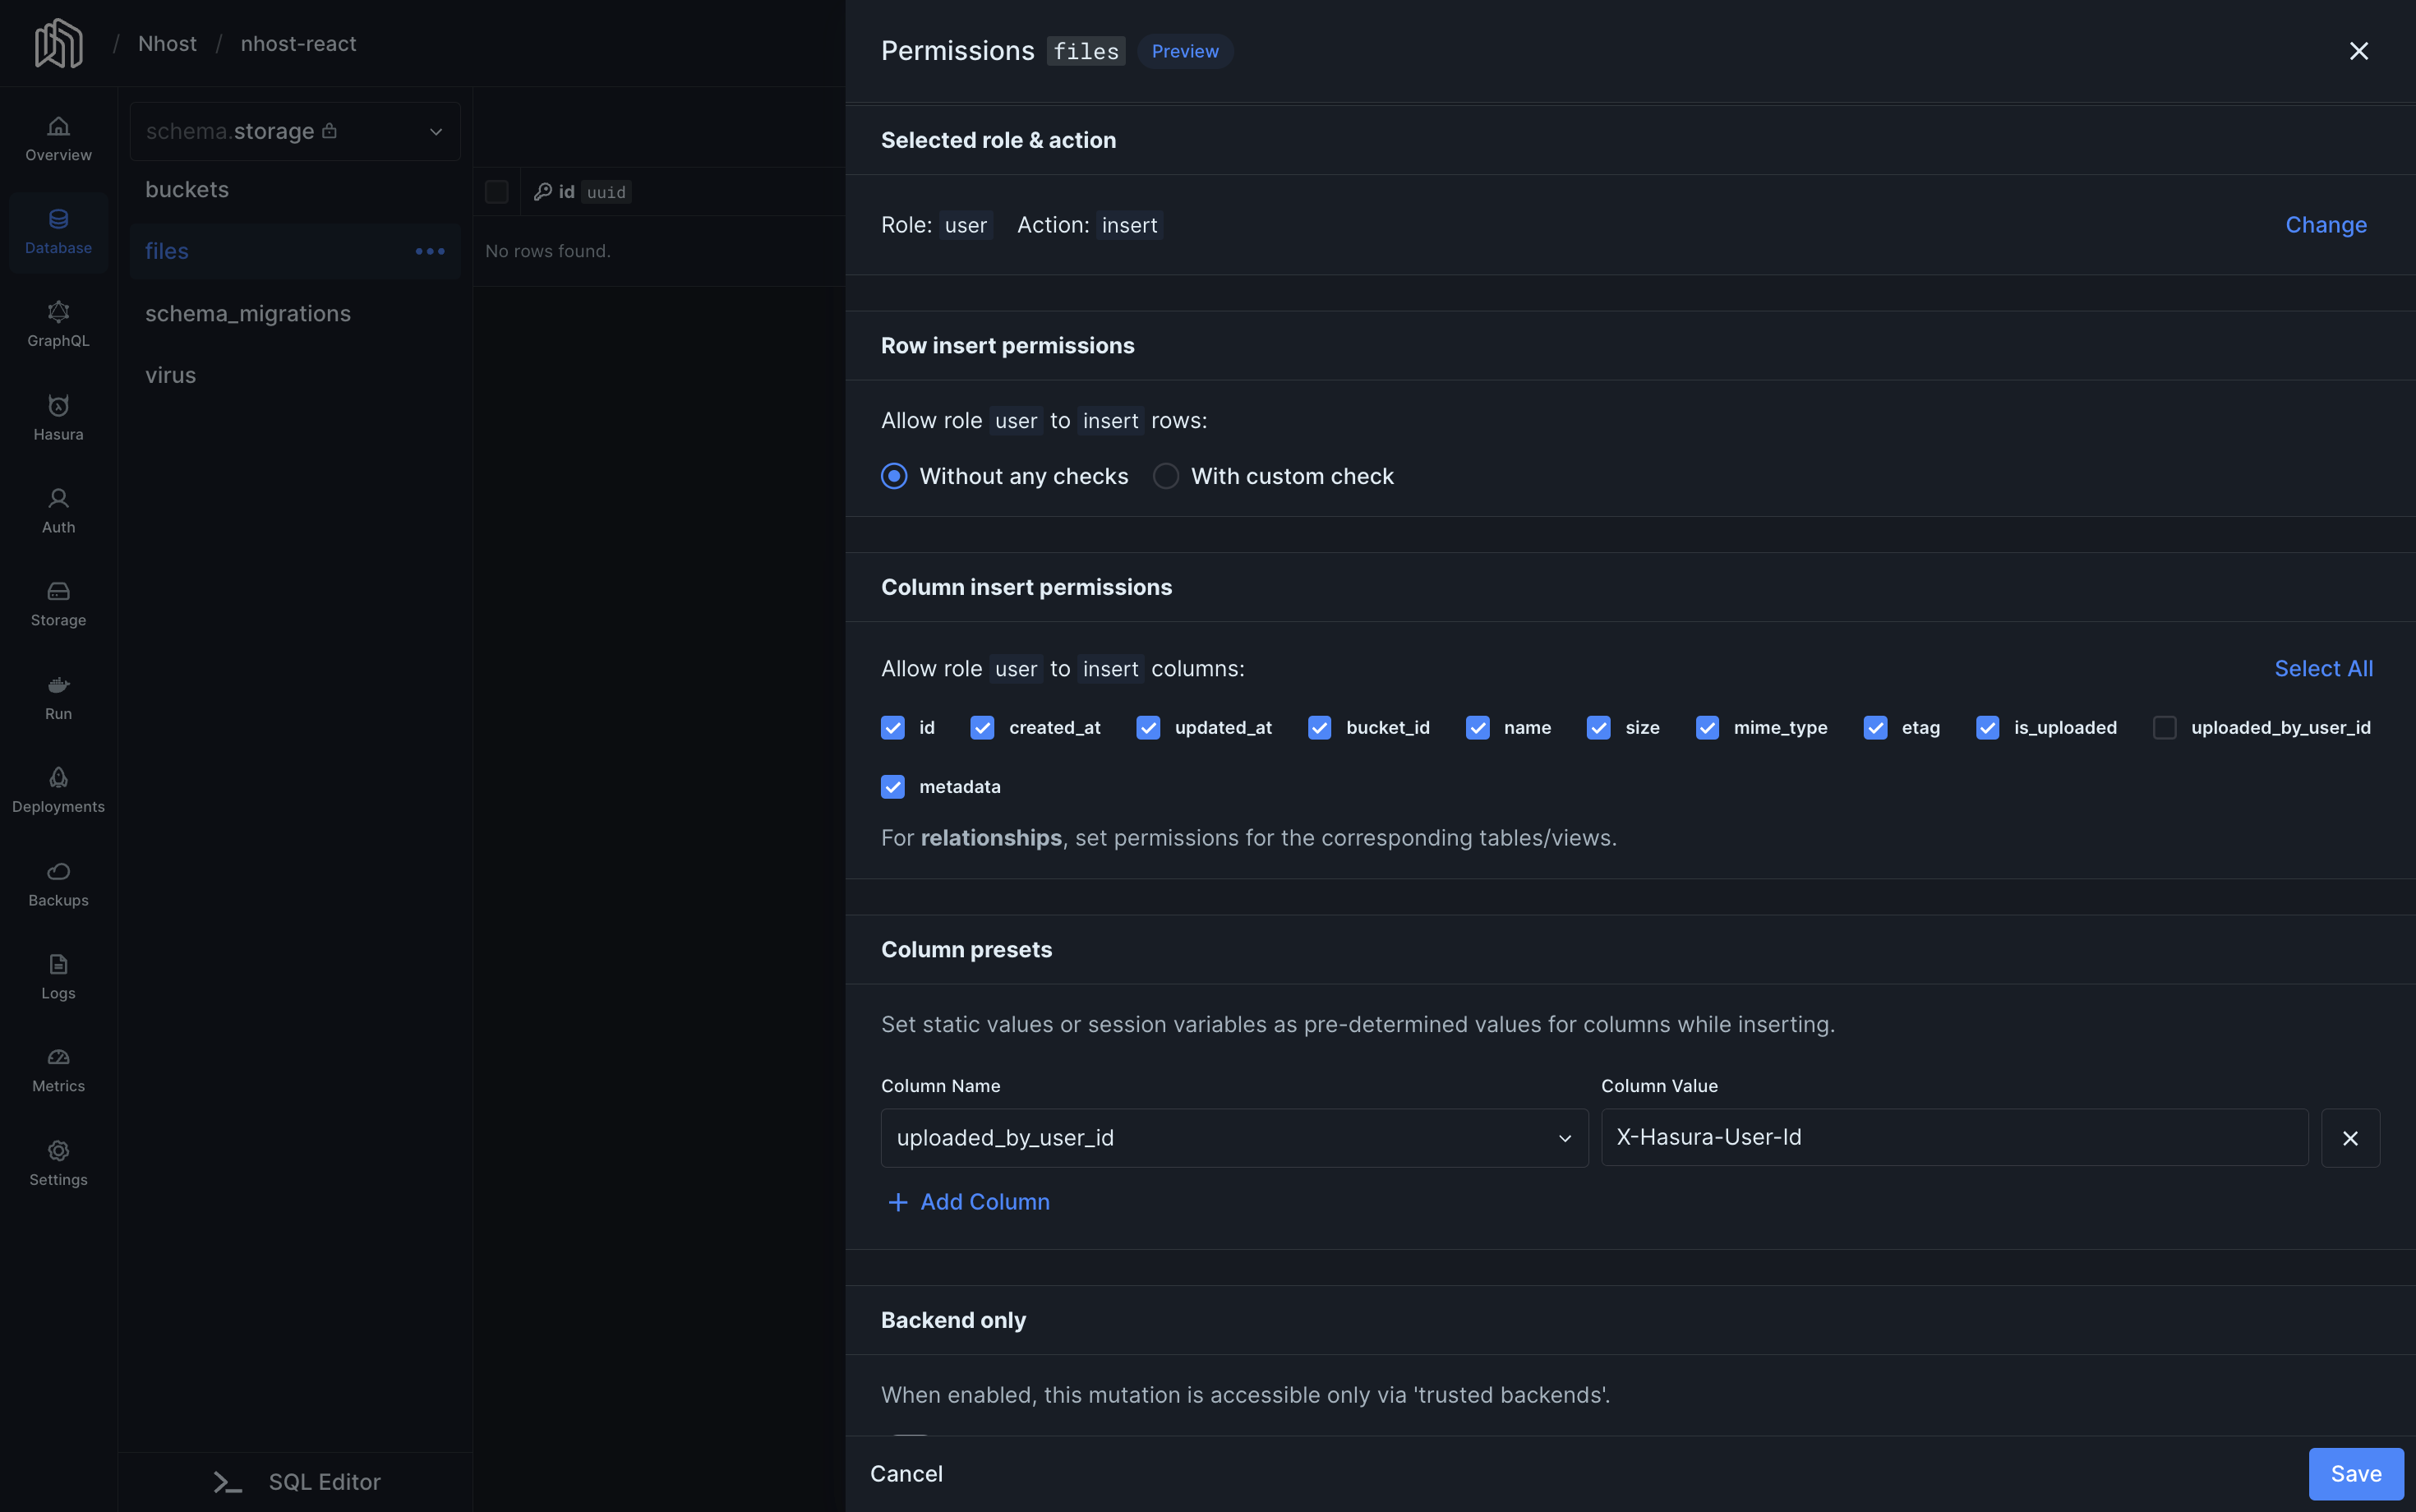 / Nhost / nhost-react
Overview
Database
GraphQL
Hasura
Auth
Storage
Run
Deployments
Backups
Logs
Metrics
Settings
schema.storage
buckets
files
schema_migrations
virus
SQL Editor
id uuid
No rows found.
Permissions files Preview
Selected role & action
Role: user Action: insert Change
Row insert permissions
Allow role user to insert rows:
Without any checks With custom check
Column insert permissions
Allow role user to insert columns: Select All
id created_at updated_at bucket_id name size mime_type etag is_uploaded uploaded_by_user_id
metadata
For relationships, set permissions for the corresponding tables/views.
Column presets
Set static values or session variables as pre-determined values for columns while inserting.
Column Name Column Value
uploaded_by_user_id X-Hasura-User-Id
Add Column
Backend only
When enabled, this mutation is accessible only via 'trusted backends'.
Cancel Save